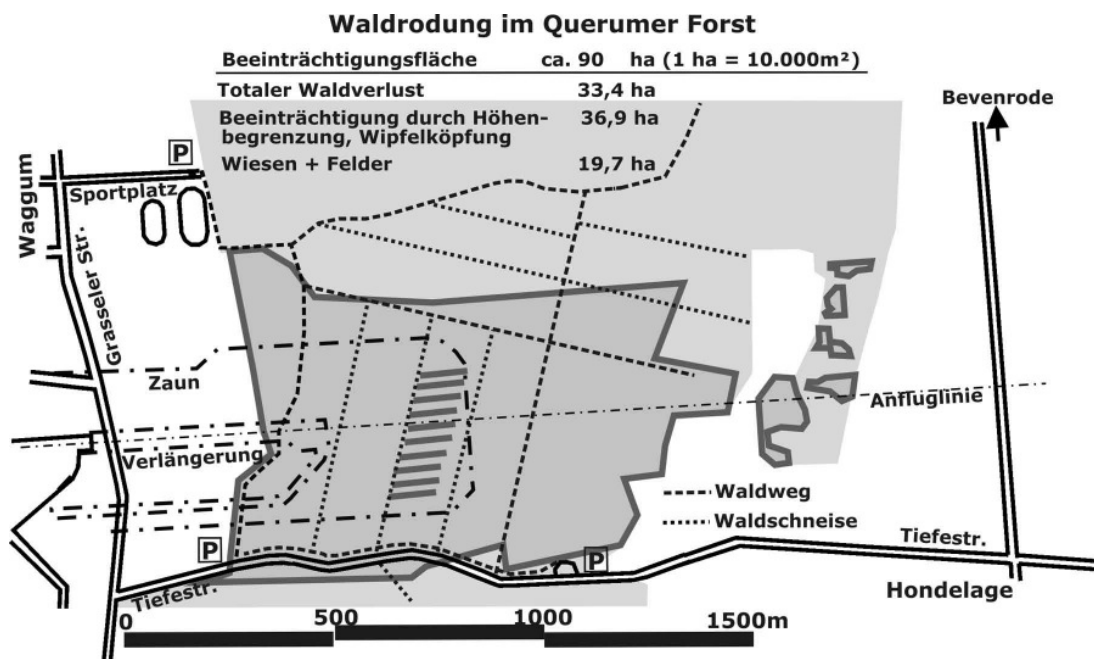 Waldrodung im Querumer Forst
Beeinträchtigungsfläche ca. 90 ha (1 ha = 10.000m²)
Totaler Waldverlust 33,4 ha
Beeinträchtigung durch Höhen- 36,9 ha
begrenzung, Wipfelköpfung
Wiesen + Felder 19,7 ha
Bevenrode
P
Waggum
Sportplatz
Grasseler Str.
Zaun
Anfluglinie
Verlängerung
Waldweg
Waldschneise
Tiefestr.
P
P
Hondelage
Tiefestr.
0 500 1000 1500m